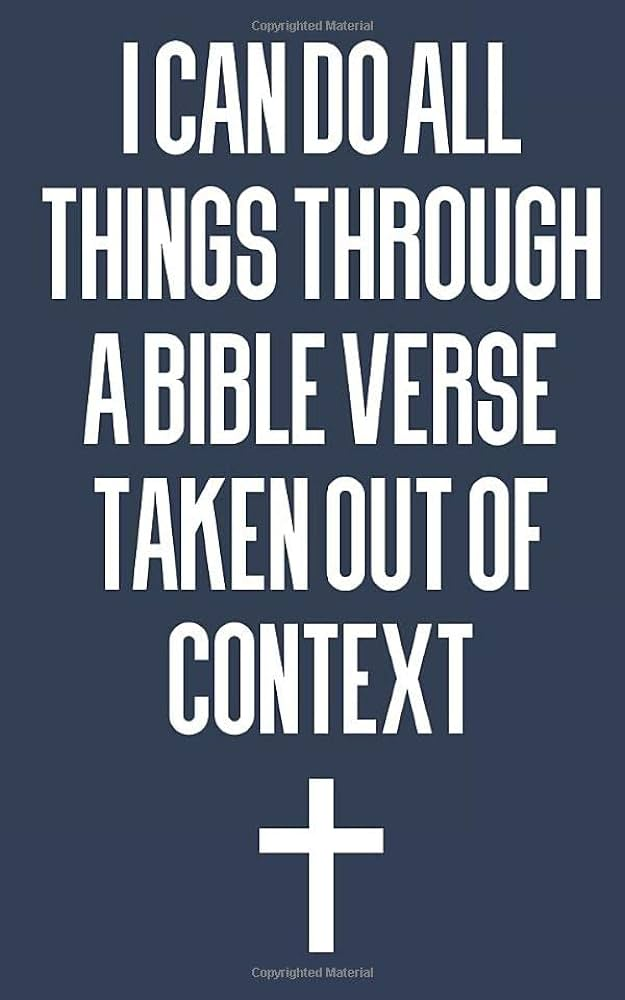 Copyrighted Material
I CAN DO ALL
THINGS THROUGH
A BIBLE VERSE
TAKEN OUT OF
CONTEXT
Copyrighted Material